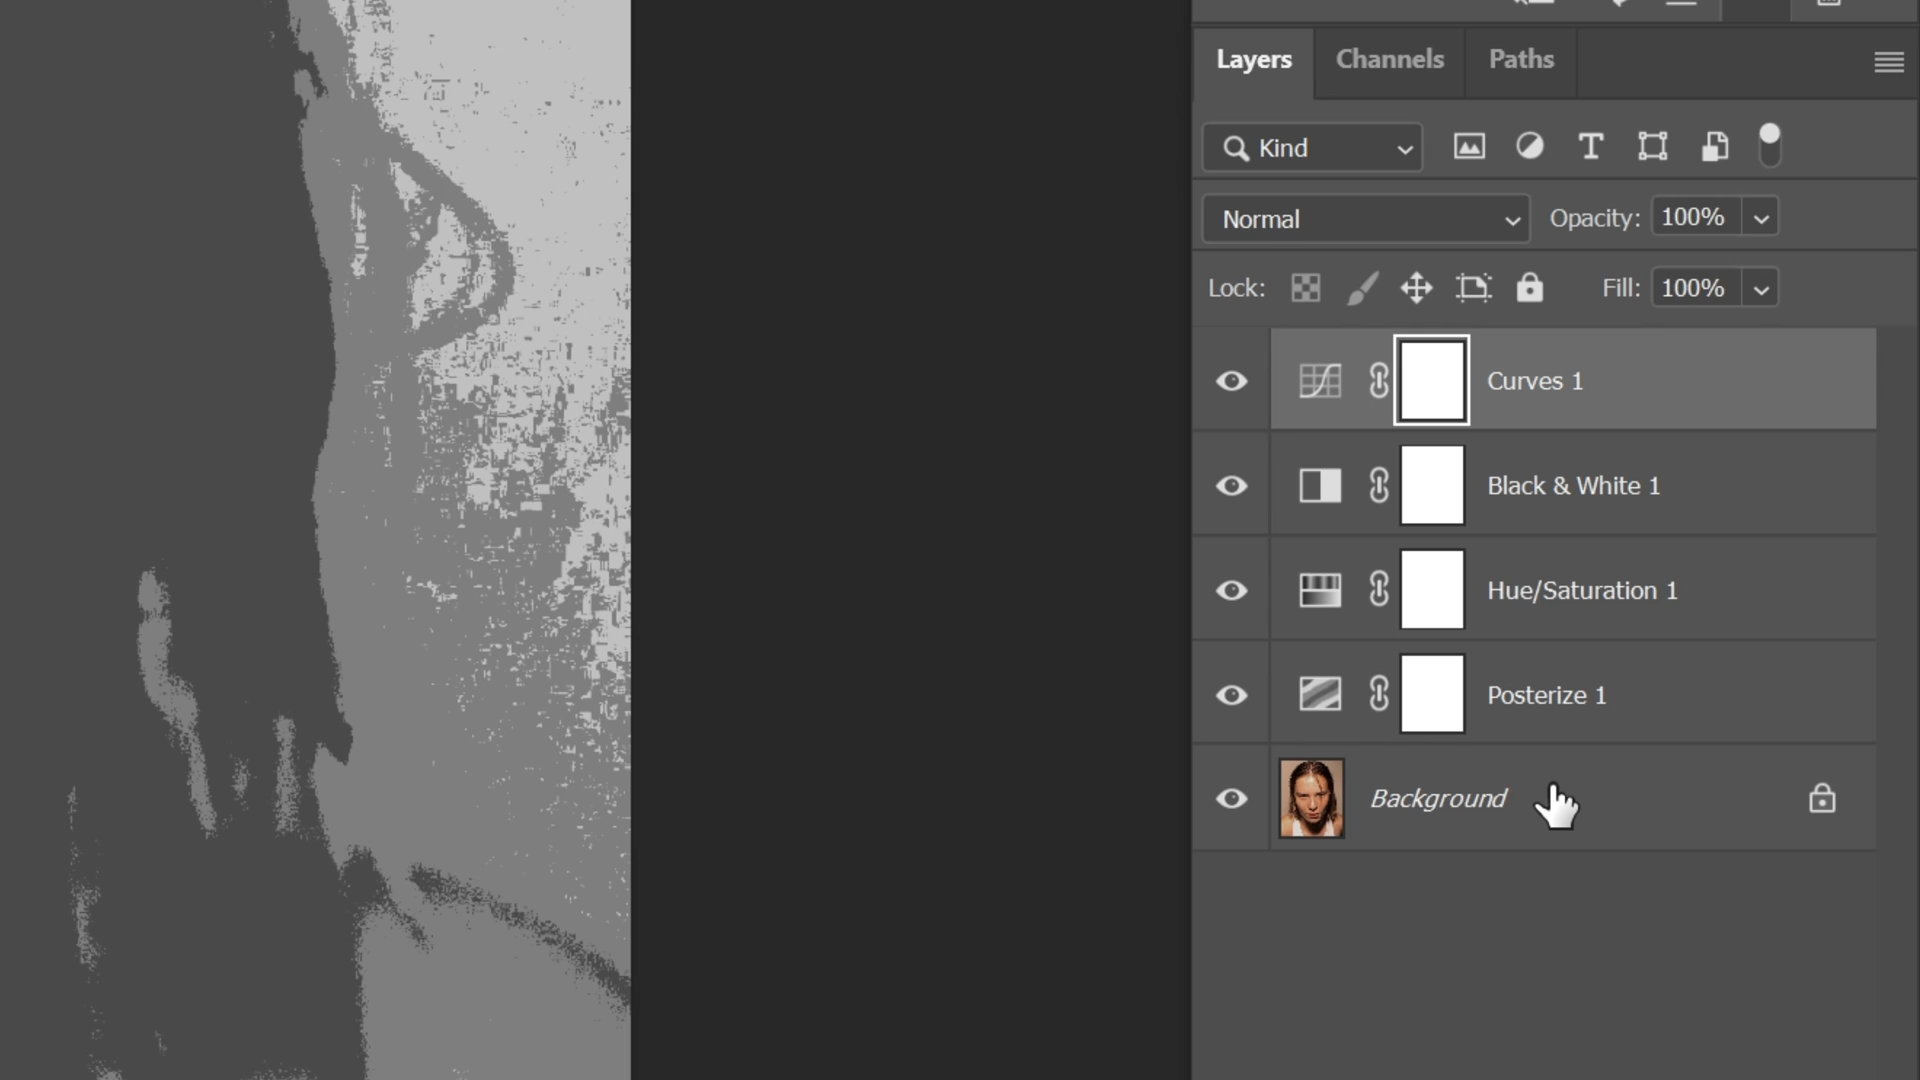 Layers Channels Paths
Kind
Normal Opacity: 100%
Lock: Fill: 100%
Curves 1
Black & White 1
Hue/Saturation 1
Posterize 1
Background